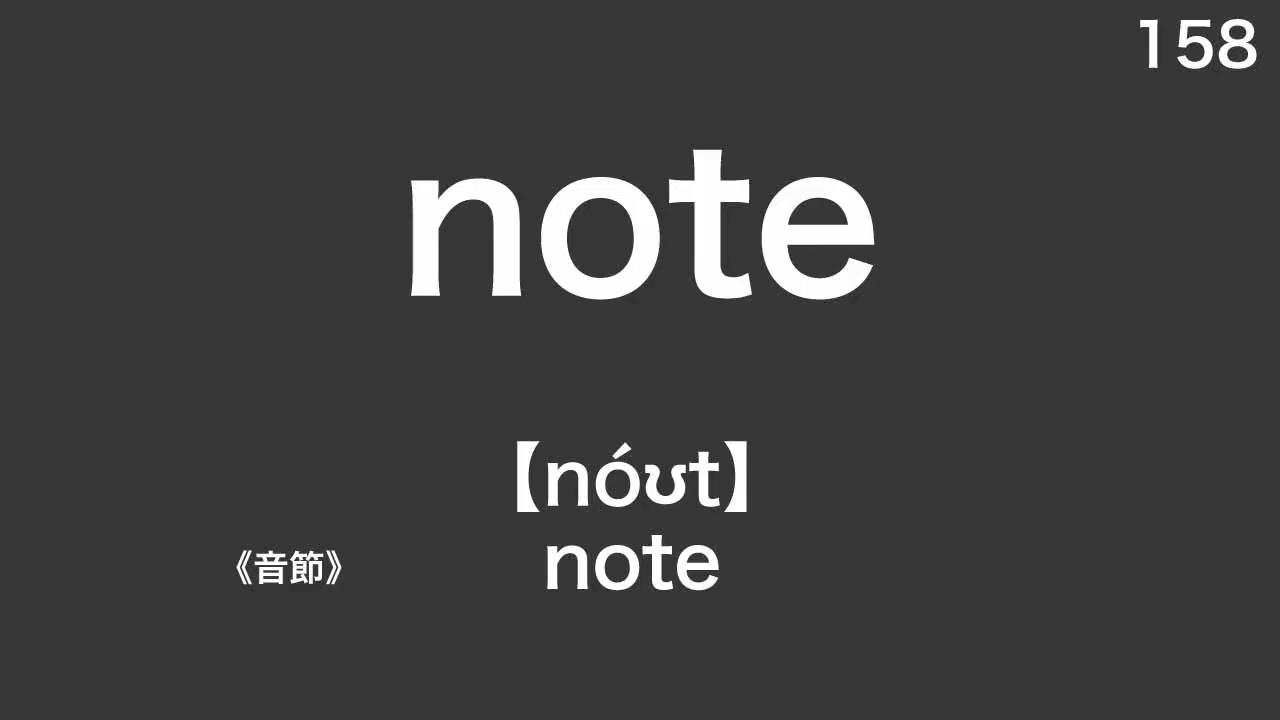 158
note
【nóʊt】
《音節》 note